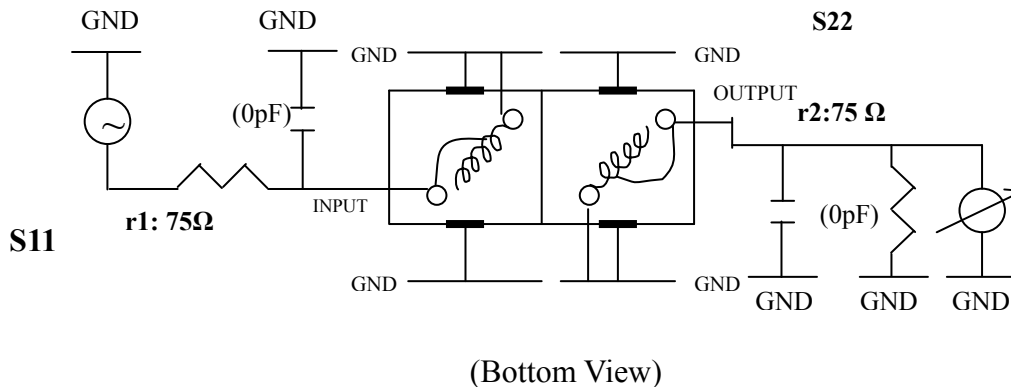 GND
GND
S22
GND
GND
OUTPUT
(0pF)
r2:75 Ω
INPUT
r1: 75Ω
(0pF)
S11
GND
GND
GND
GND
GND
(Bottom View)